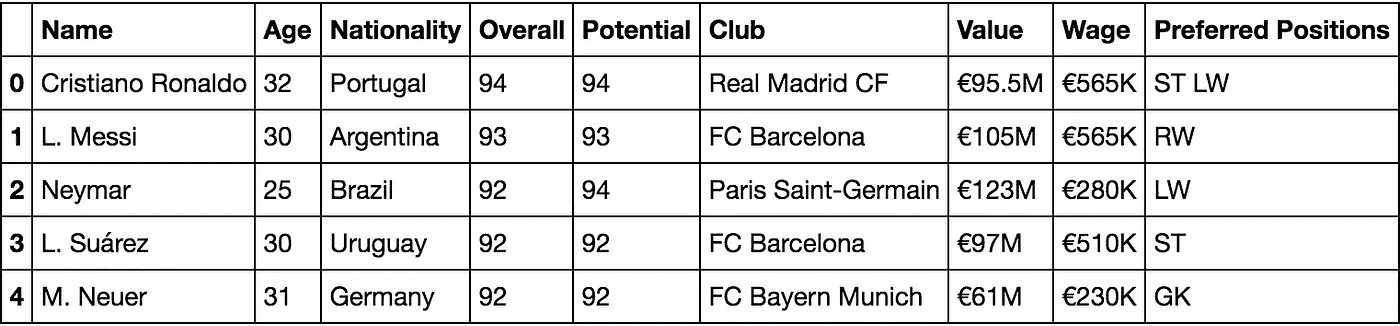 Name Age Nationality Overall Potential Club Value Wage Preferred Positions
0 Cristiano Ronaldo 32 Portugal 94 94 Real Madrid CF €95.5M €565K ST LW
1 L. Messi 30 Argentina 93 93 FC Barcelona €105M €565K RW
2 Neymar 25 Brazil 92 94 Paris Saint-Germain €123M €280K LW
3 L. Suárez 30 Uruguay 92 92 FC Barcelona €97M €510K ST
4 M. Neuer 31 Germany 92 92 FC Bayern Munich €61M €230K GK